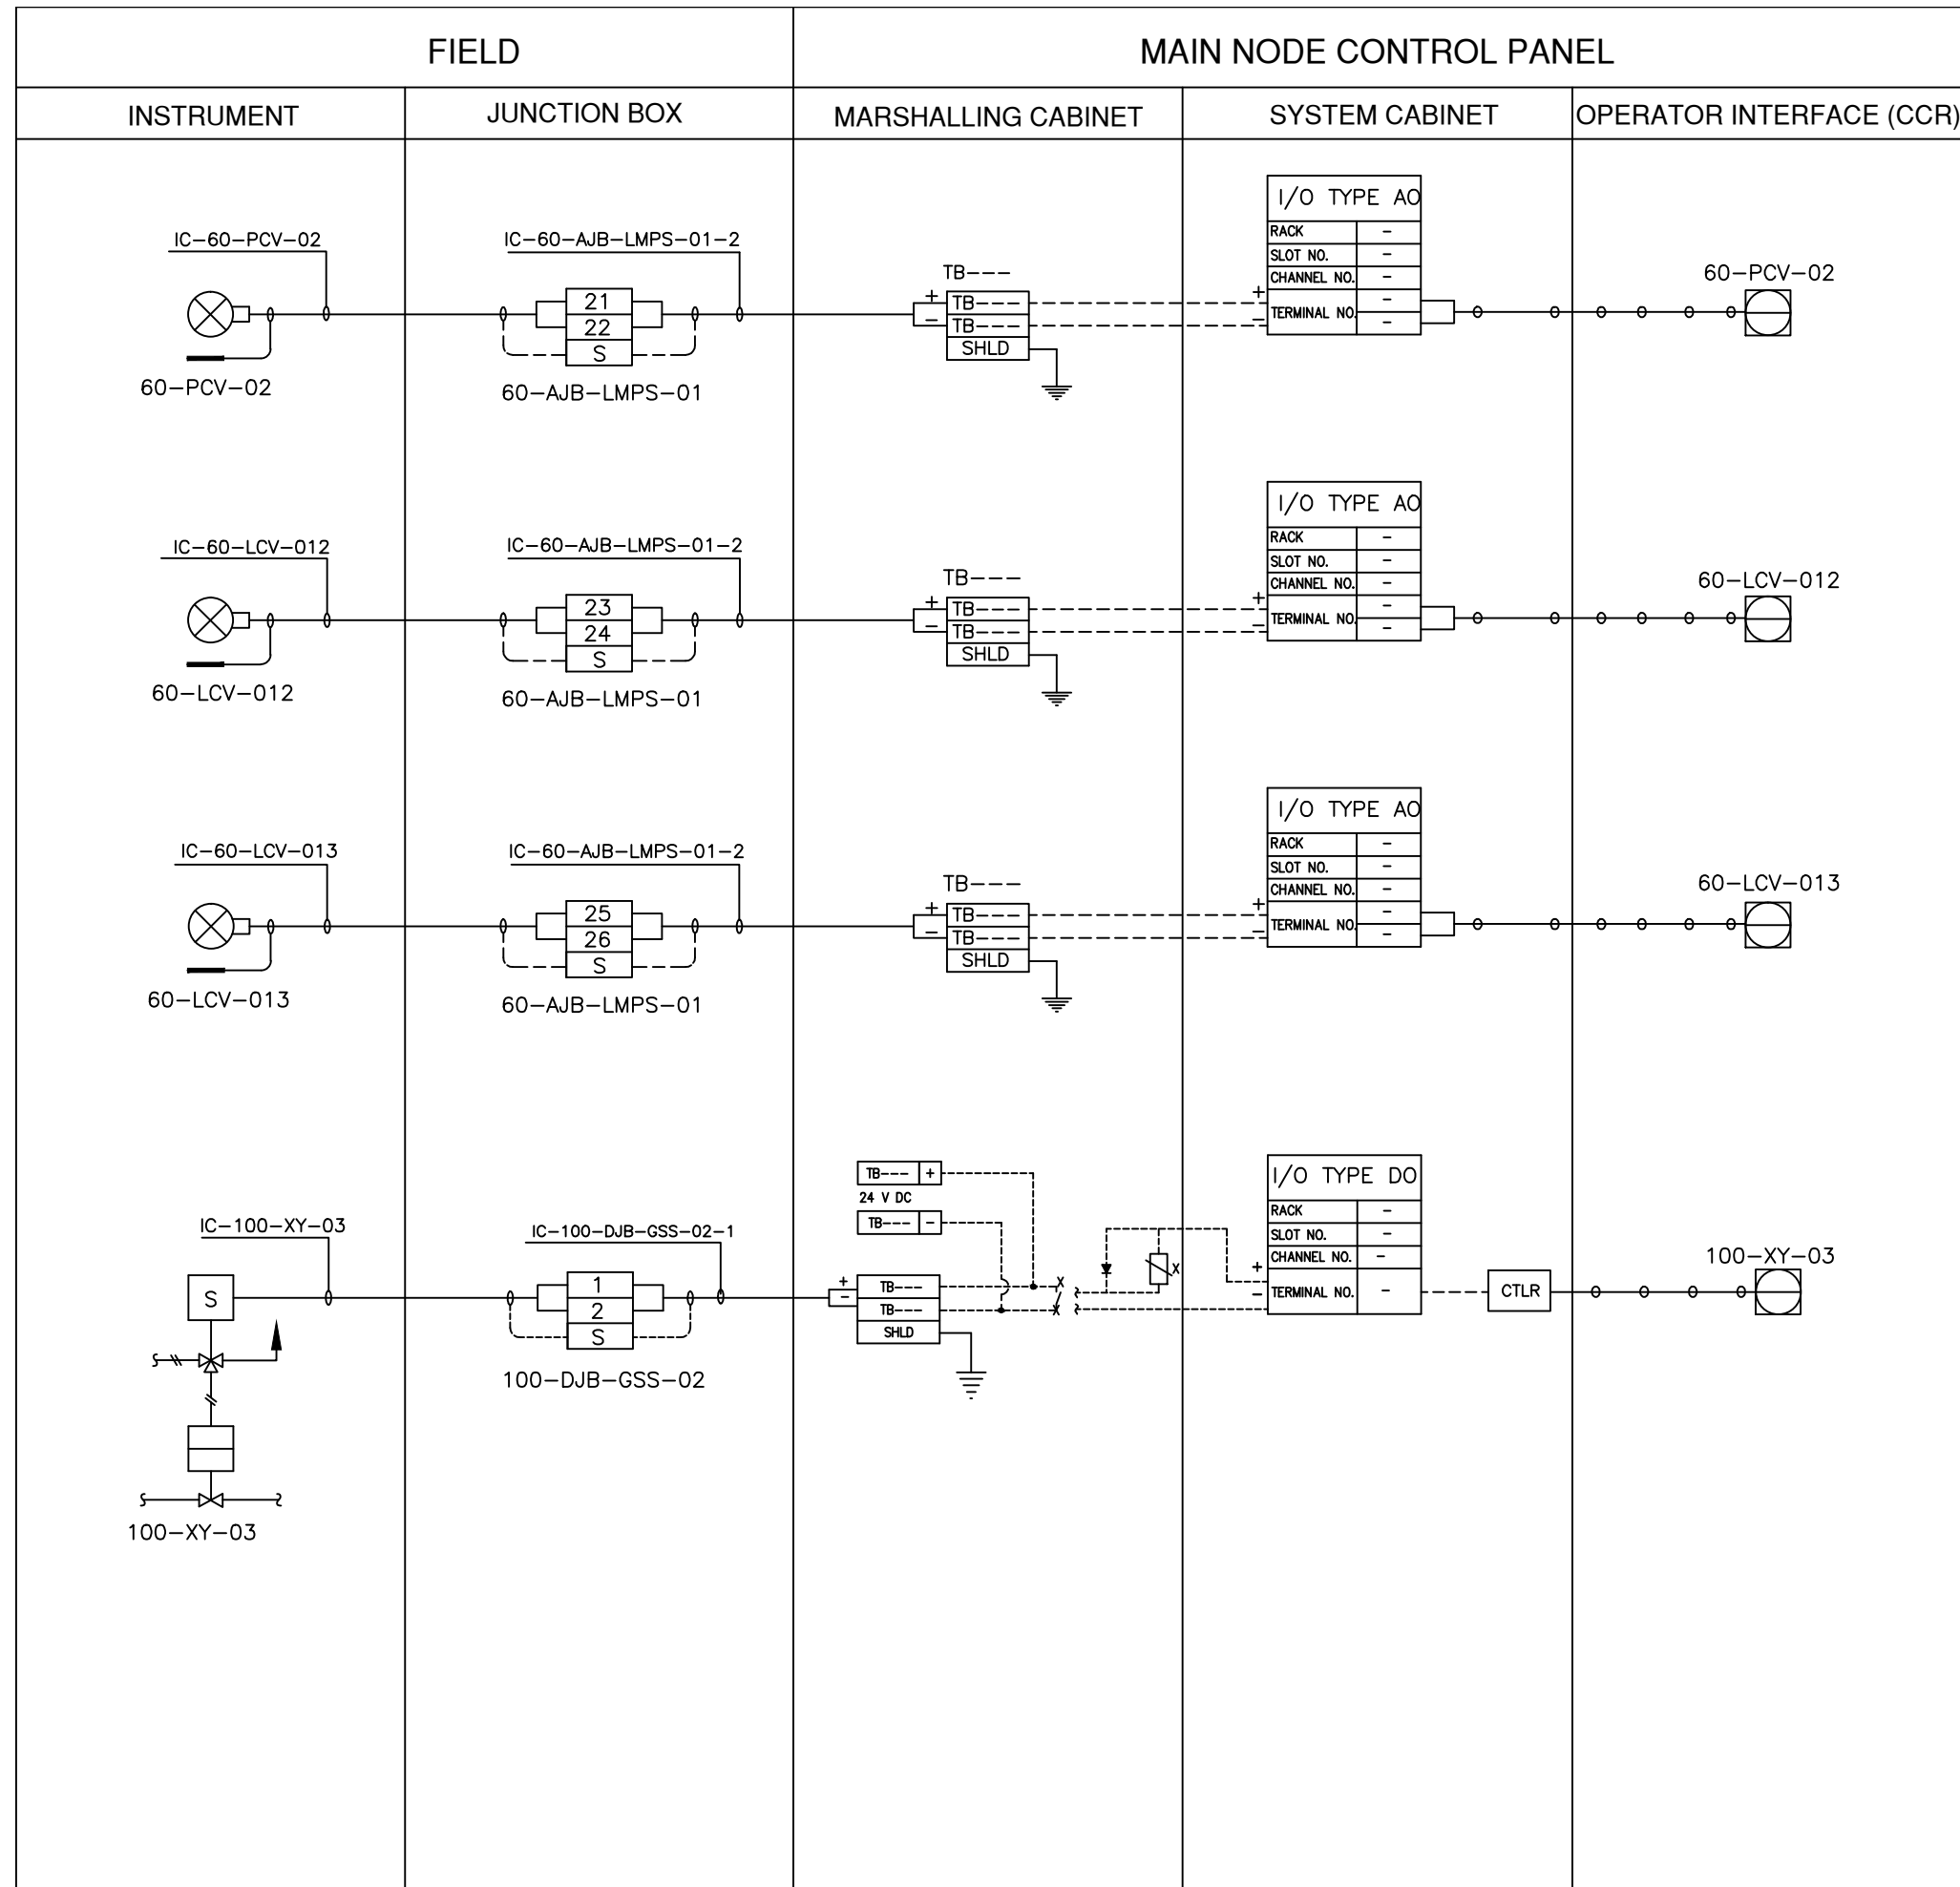 FIELD
MAIN NODE CONTROL PANEL
INSTRUMENT
JUNCTION BOX
MARSHALLING CABINET
SYSTEM CABINET
OPERATOR INTERFACE (CCR)
IC-60-PCV-02
60-PCV-02
IC-60-AJB-LMPS-01-2
21
22
S
60-AJB-LMPS-01
TB---
+ TB---
- TB---
SHLD
I/O TYPE AO
RACK -
SLOT NO. -
CHANNEL NO. -
+
TERMINAL NO. -
- -
60-PCV-02
IC-60-LCV-012
60-LCV-012
IC-60-AJB-LMPS-01-2
23
24
S
60-AJB-LMPS-01
TB---
+ TB---
- TB---
SHLD
I/O TYPE AO
RACK -
SLOT NO. -
CHANNEL NO. -
+
TERMINAL NO. -
- -
60-LCV-012
IC-60-LCV-013
60-LCV-013
IC-60-AJB-LMPS-01-2
25
26
S
60-AJB-LMPS-01
TB---
+ TB---
- TB---
SHLD
I/O TYPE AO
RACK -
SLOT NO. -
CHANNEL NO. -
+
TERMINAL NO. -
- -
60-LCV-013
IC-100-XY-03
S
100-XY-03
IC-100-DJB-GSS-02-1
1
2
S
100-DJB-GSS-02
TB--- +
24 V DC
TB--- -
+ TB---
- TB---
SHLD
X
X
X
I/O TYPE DO
RACK -
SLOT NO. -
CHANNEL NO. -
+
- TERMINAL NO. -
CTLR
100-XY-03